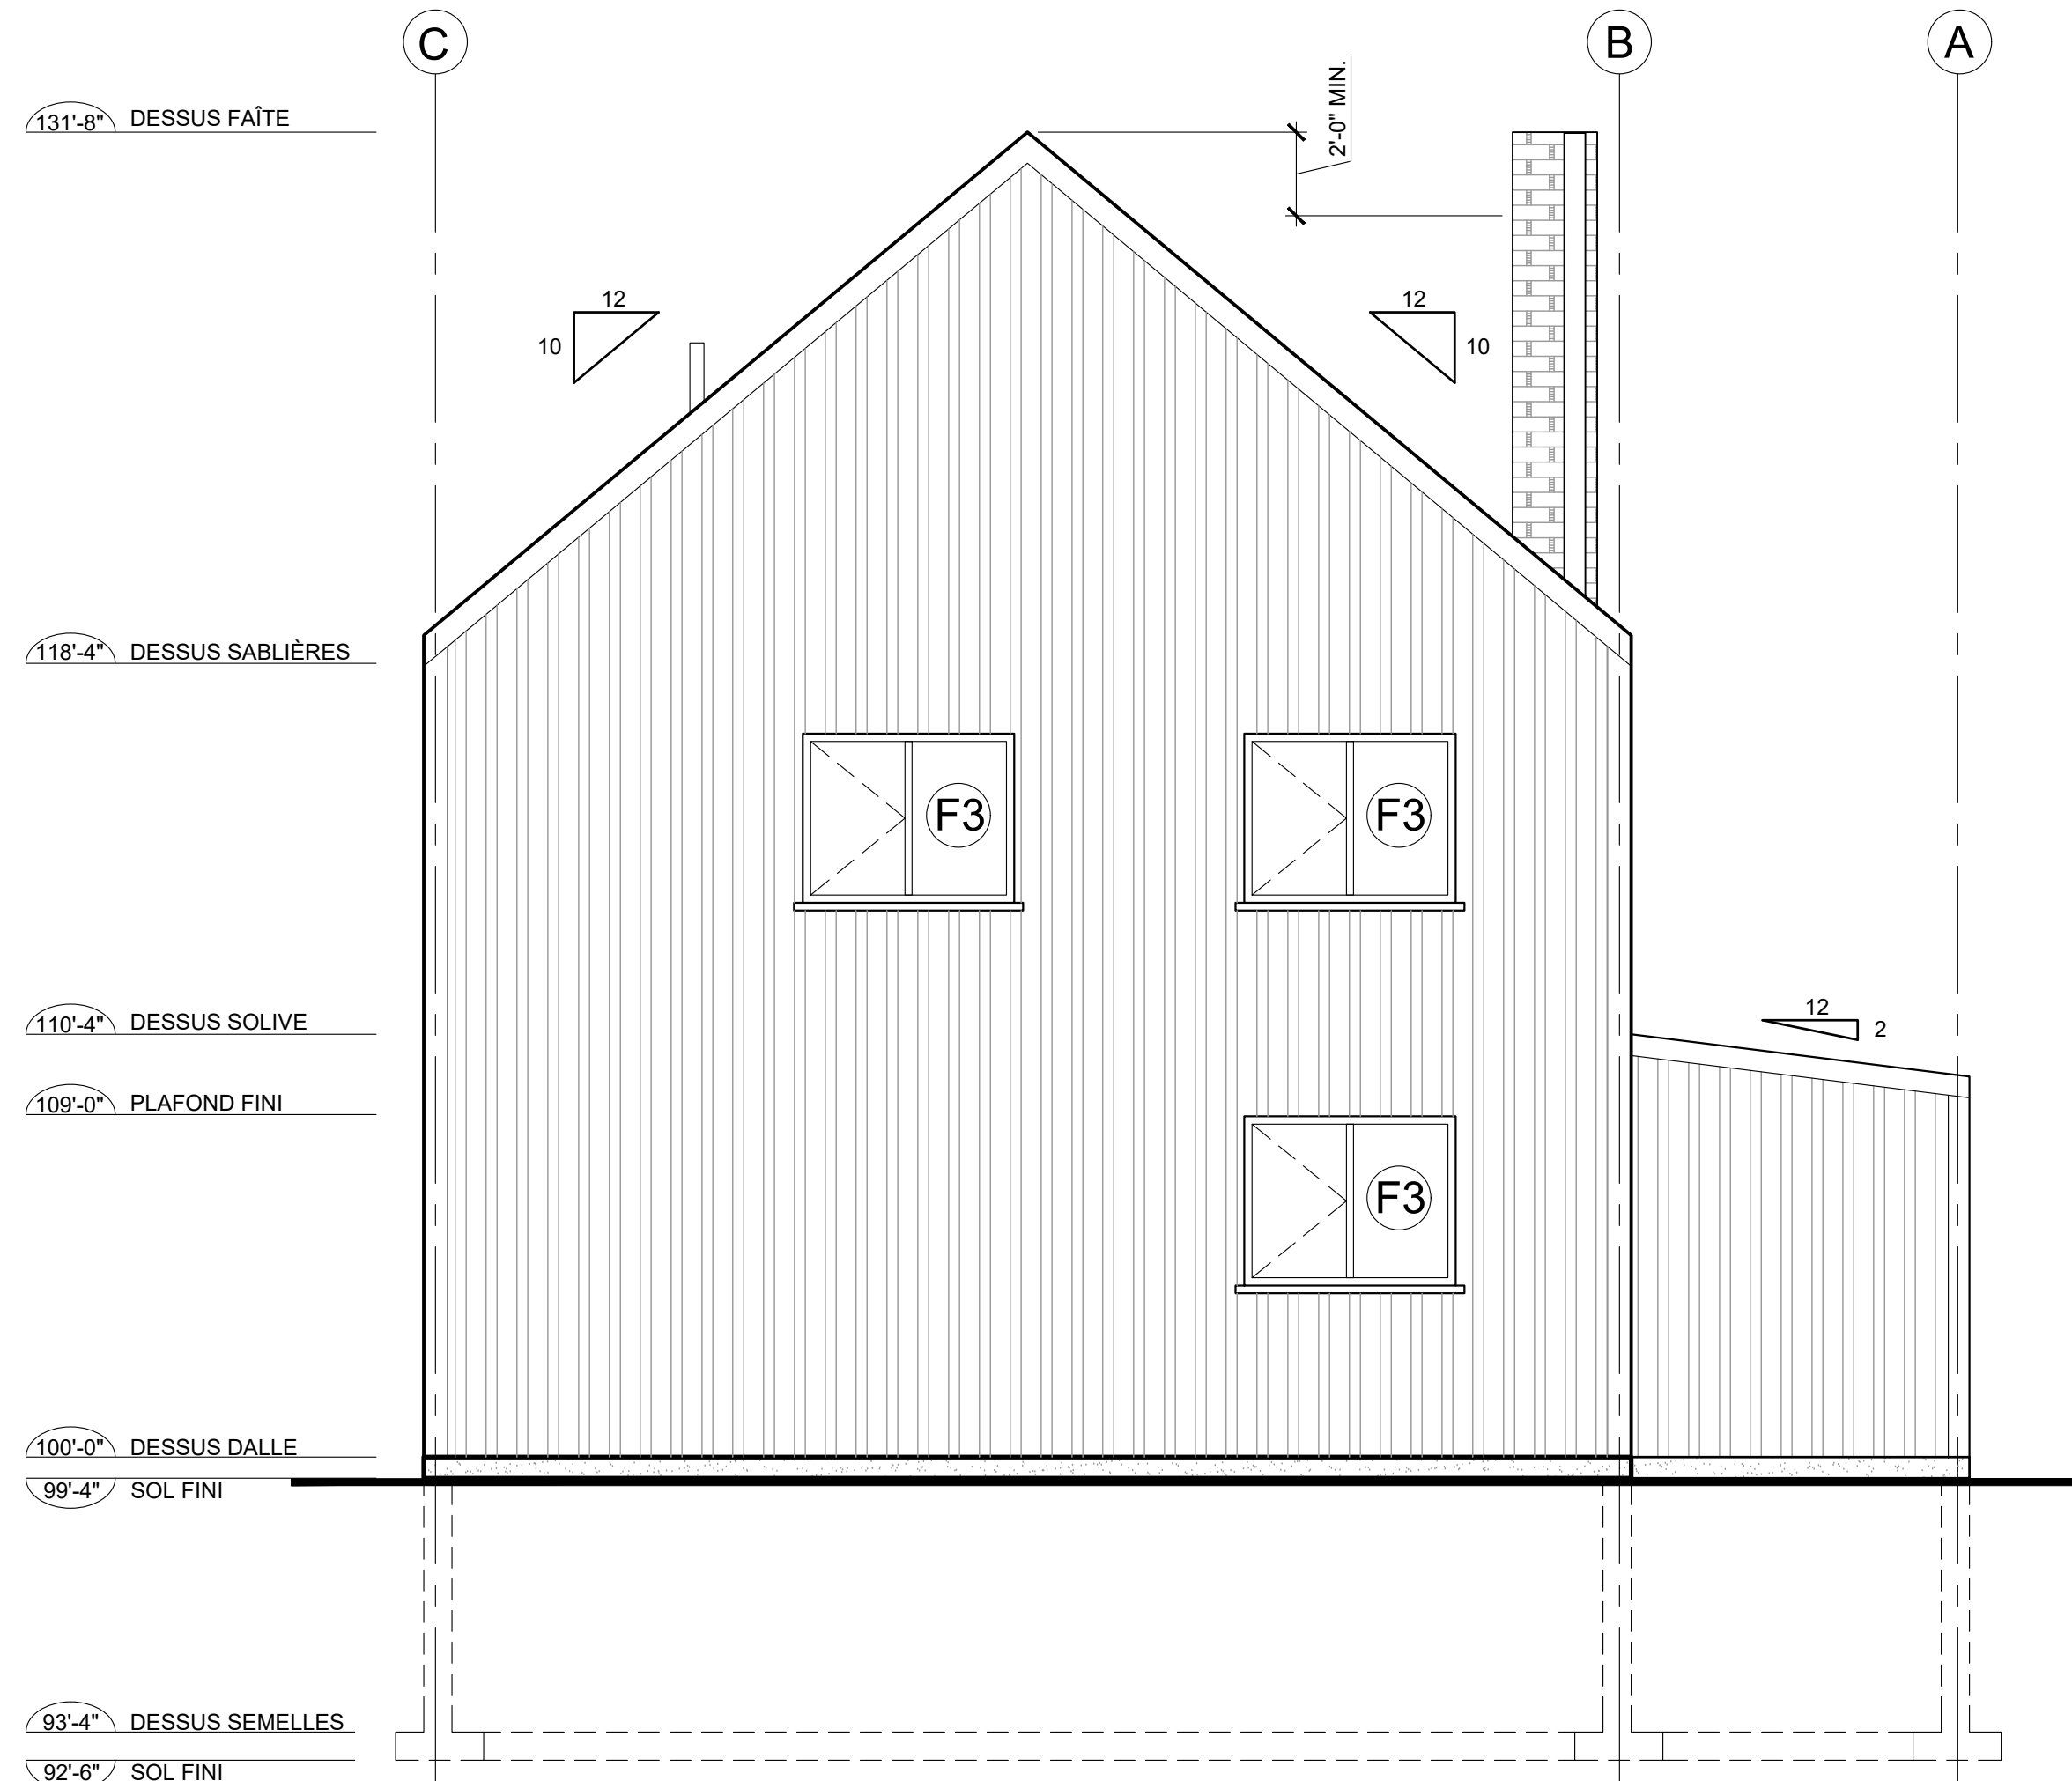 C
B
A
131'-8" DESSUS FAÎTE
2'-0" MIN.
12
10
12
10
118'-4" DESSUS SABLIÈRES
F3
F3
110'-4" DESSUS SOLIVE
12
2
109'-0" PLAFOND FINI
F3
100'-0" DESSUS DALLE
99'-4" SOL FINI
93'-4" DESSUS SEMELLES
92'-6" SOL FINI